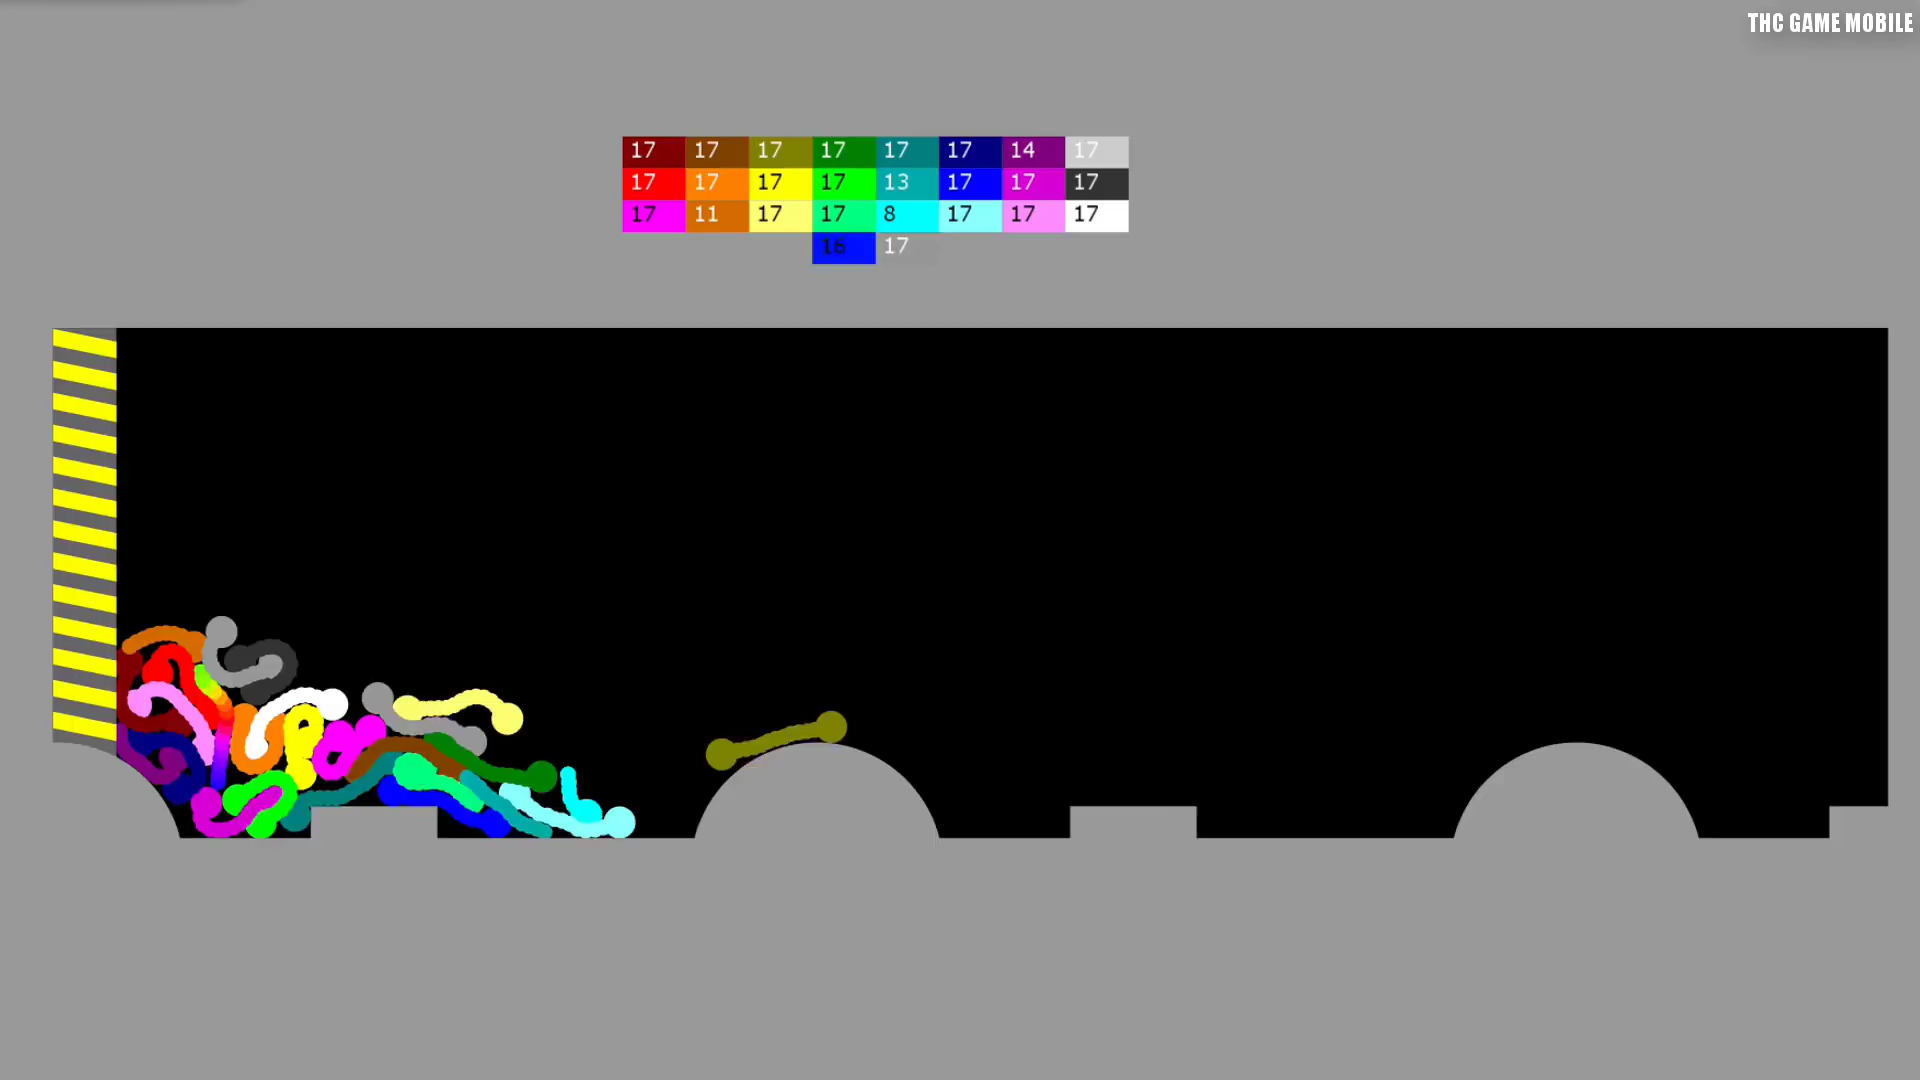 THC GAME MOBILE
17 17 17 17 17 17 14 17
17 17 17 17 13 17 17 17
17 11 17 17 8 17 17 17
16 17